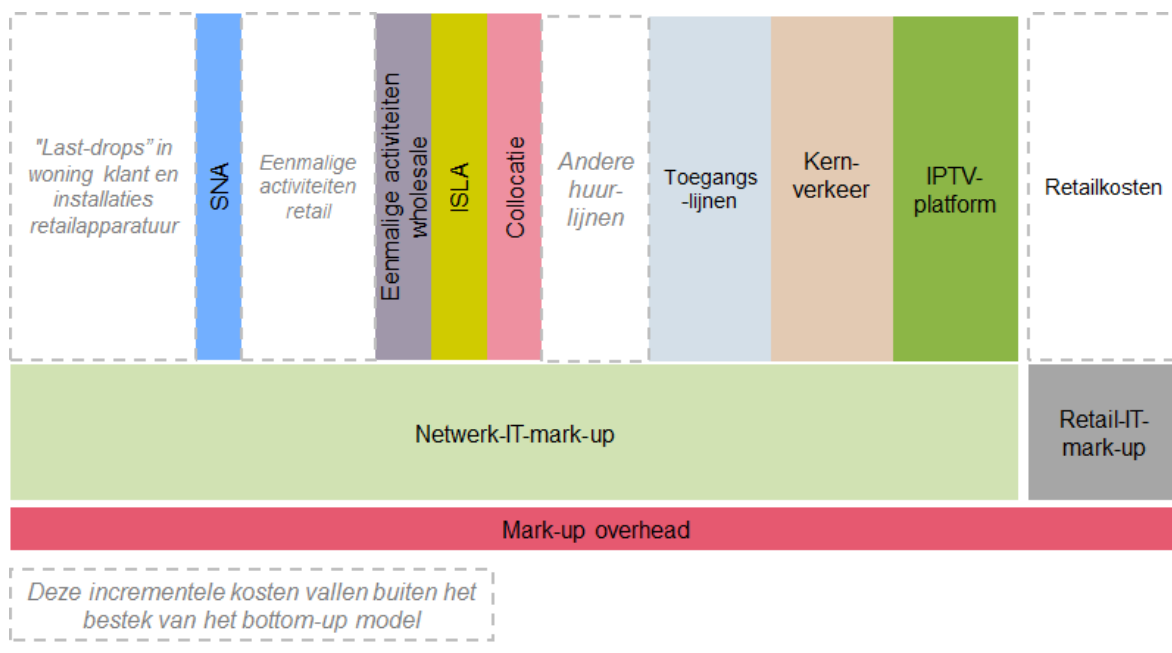 "Last-drops” in
woning klant en
installaties
retailapparatuur
SNA
Eenmalige
activiteiten
retail
Eenmalige activiteiten
wholesale
ISLA
Collocatie
Andere
huur-
lijnen
Toegangs
-lijnen
Kern-
verkeer
IPTV-
platform
Retailkosten
Netwerk-IT-mark-up
Retail-IT-
mark-up
Mark-up overhead
Deze incrementele kosten vallen buiten het
bestek van het bottom-up model